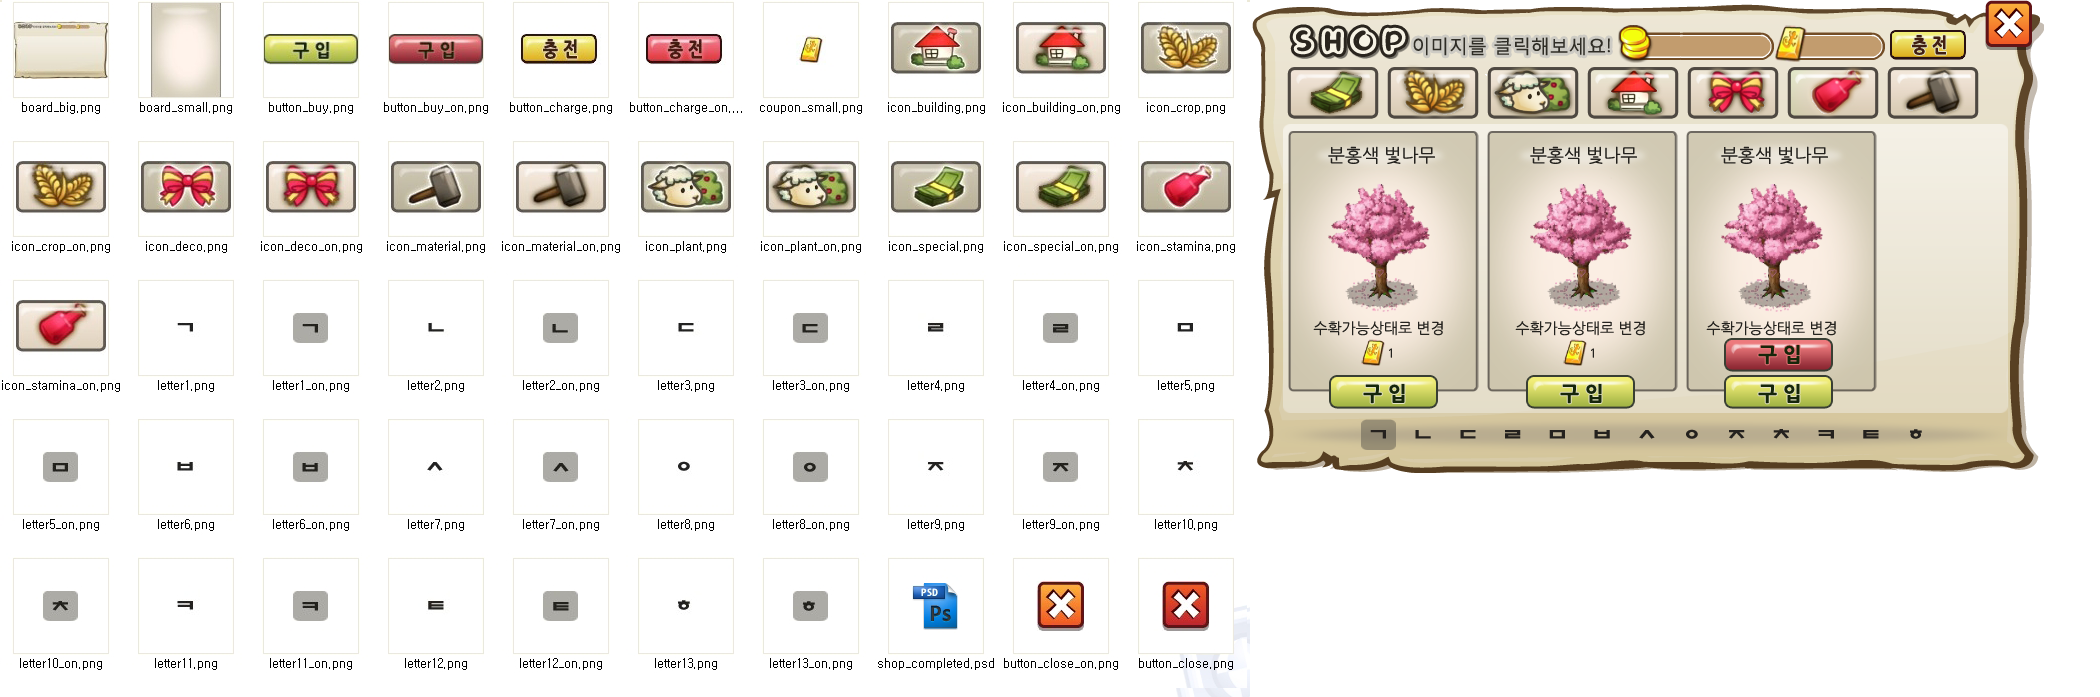 구 입
구 입
충 전
충 전
board_big.png
board_small.png
button_buy.png
button_buy_on.png
button_charge.png
button_charge_on....
coupon_small.png
icon_building.png
icon_building_on.png
icon_crop.png
icon_crop_on.png
icon_deco.png
icon_deco_on.png
icon_material.png
icon_material_on.png
icon_plant.png
icon_plant_on.png
icon_special.png
icon_special_on.png
icon_stamina.png
ㄱ
ㄱ
ㄴ
ㄴ
ㄷ
ㄷ
ㄹ
ㄹ
ㅁ
icon_stamina_on.png
letter1.png
letter1_on.png
letter2.png
letter2_on.png
letter3.png
letter3_on.png
letter4.png
letter4_on.png
letter5.png
ㅁ
ㅂ
ㅂ
ㅅ
ㅅ
ㅇ
ㅇ
ㅈ
ㅈ
ㅊ
letter5_on.png
letter6.png
letter6_on.png
letter7.png
letter7_on.png
letter8.png
letter8_on.png
letter9.png
letter9_on.png
letter10.png
ㅊ
ㅋ
ㅋ
ㅌ
ㅌ
ㅎ
ㅎ
PSD
Ps
letter10_on.png
letter11.png
letter11_on.png
letter12.png
letter12_on.png
letter13.png
letter13_on.png
shop_completed.psd
button_close_on.png
button_close.png
SHOP 이미지를 클릭해보세요!
충 전
분홍색 벚나무
수확가능상태로 변경
1
구 입
분홍색 벚나무
수확가능상태로 변경
1
구 입
분홍색 벚나무
수확가능상태로 변경
구 입
구 입
ㄱ ㄴ ㄷ ㄹ ㅁ ㅂ ㅅ ㅇ ㅈ ㅊ ㅋ ㅌ ㅎ